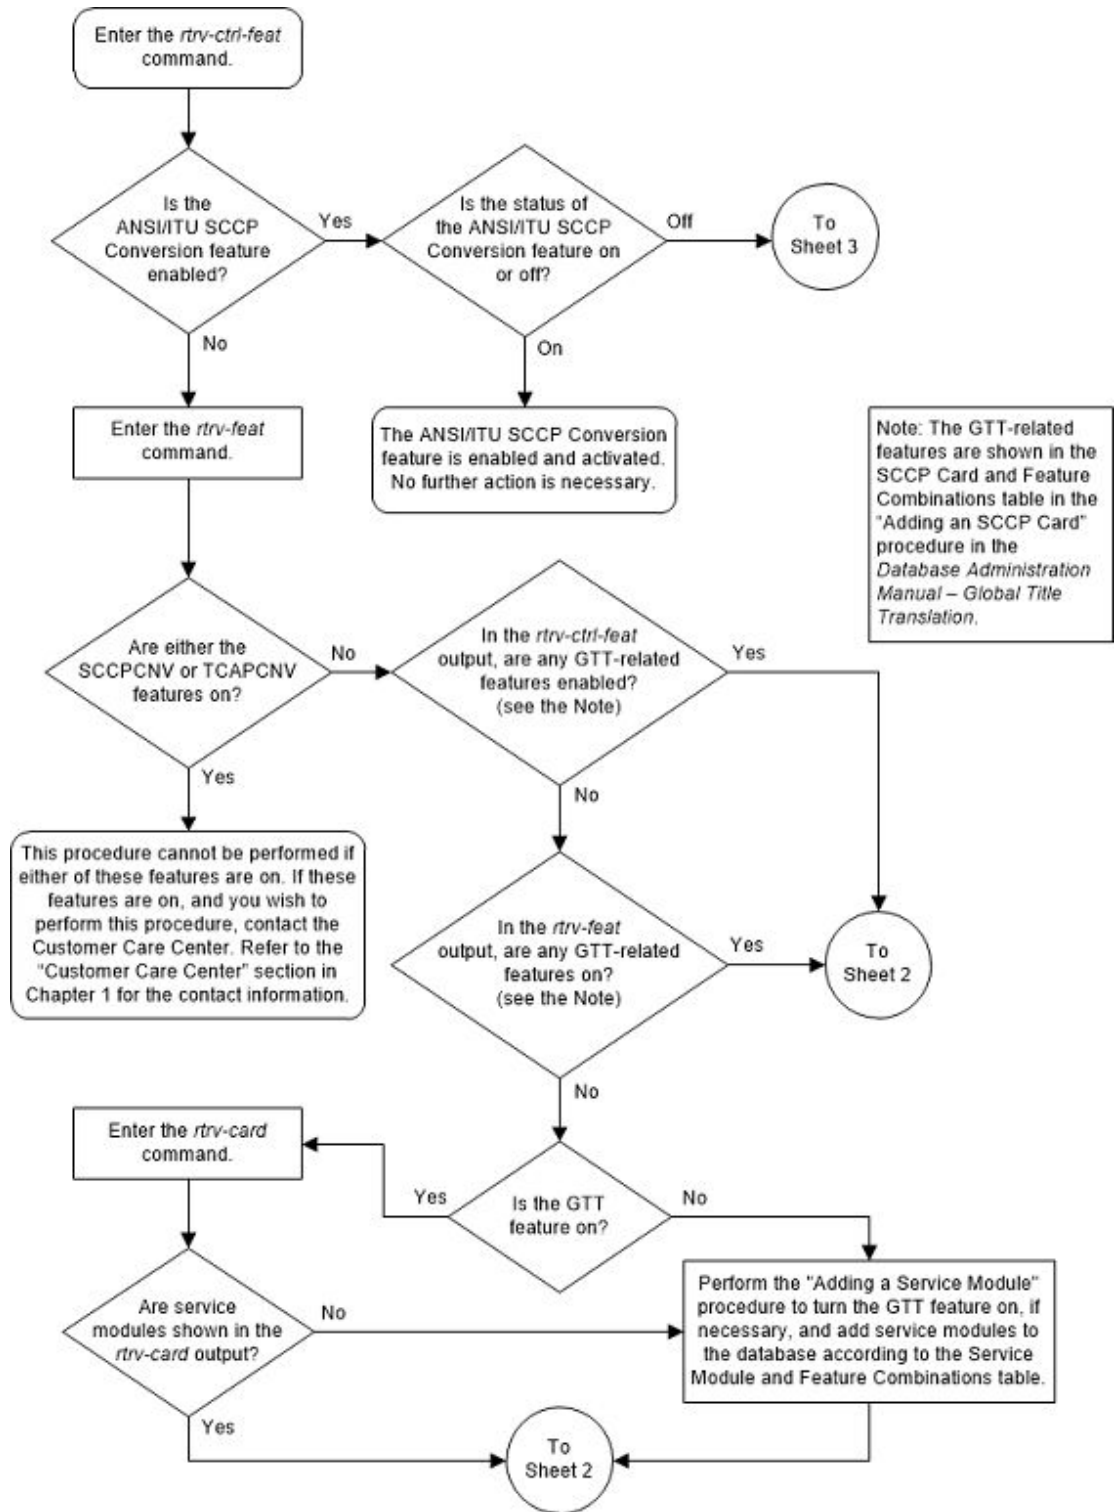 Enter the rtrv-ctrl-feat
command.
Is the
ANSI/ITU SCCP
Conversion feature
enabled?
Yes
Is the status of
the ANSI/ITU SCCP
Conversion feature on
or off?
Off
To
Sheet 3
No
On
Enter the rtrv-feat
command.
The ANSI/ITU SCCP Conversion
feature is enabled and activated.
No further action is necessary.
Note: The GTT-related
features are shown in the
SCCP Card and Feature
Combinations table in the
"Adding an SCCP Card"
procedure in the
Database Administration
Manual – Global Title
Translation.
Are either the
SCCPCNV or TCAPCNV
features on?
No
In the rtrv-ctrl-feat
output, are any GTT-related
features enabled?
(see the Note)
Yes
Yes
No
This procedure cannot be performed if
either of these features are on. If these
features are on, and you wish to
perform this procedure, contact the
Customer Care Center. Refer to the
"Customer Care Center" section in
Chapter 1 for the contact information.
In the rtrv-feat
output, are any GTT-related
features on?
(see the Note)
Yes
To
Sheet 2
No
Enter the rtrv-card
command.
Yes
Is the GTT
feature on?
No
Are service
modules shown in the
rtrv-card output?
No
Perform the "Adding a Service Module"
procedure to turn the GTT feature on, if
necessary, and add service modules to
the database according to the Service
Module and Feature Combinations table.
Yes
To
Sheet 2